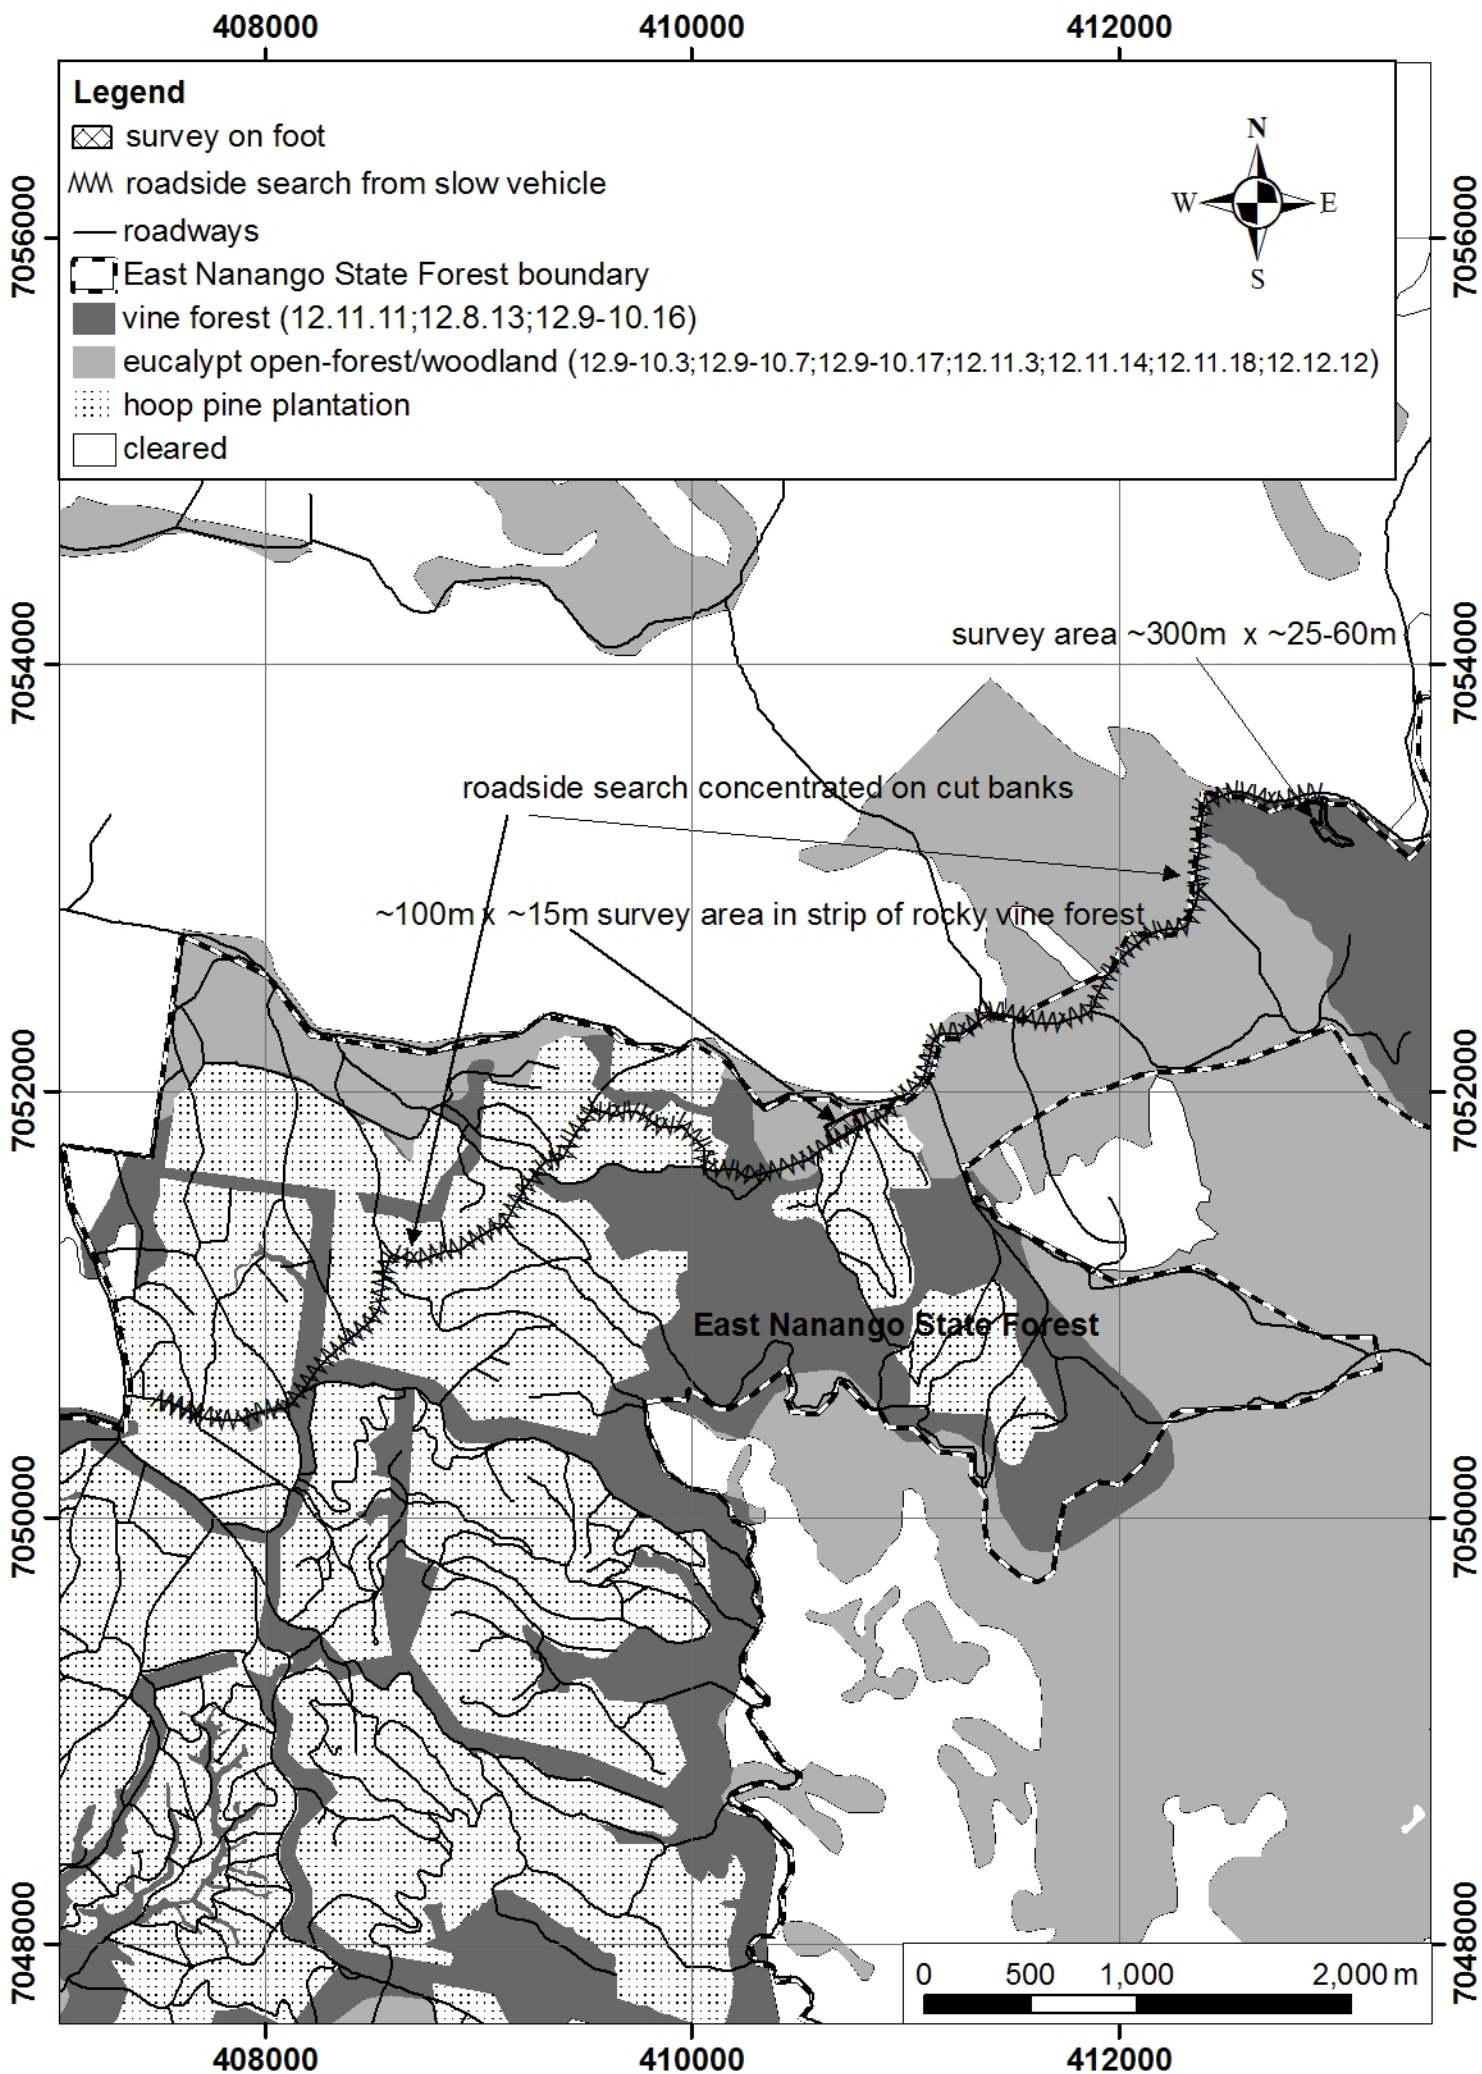 408000 410000 412000
Legend
survey on foot
roadside search from slow vehicle
roadways
East Nanango State Forest boundary
vine forest (12.11.11;12.8.13;12.9-10.16)
eucalypt open-forest/woodland (12.9-10.3;12.9-10.7;12.9-10.17;12.11.3;12.11.14;12.11.18;12.12.12)
hoop pine plantation
cleared
N
W E
S
7056000 7056000
survey area ~300m x ~25-60m
7054000 7054000
roadside search concentrated on cut banks
~100m x ~15m survey area in strip of rocky vine forest
7052000 7052000
East Nanango State Forest
7050000 7050000
7048000 7048000
0 500 1,000 2,000 m
408000 410000 412000